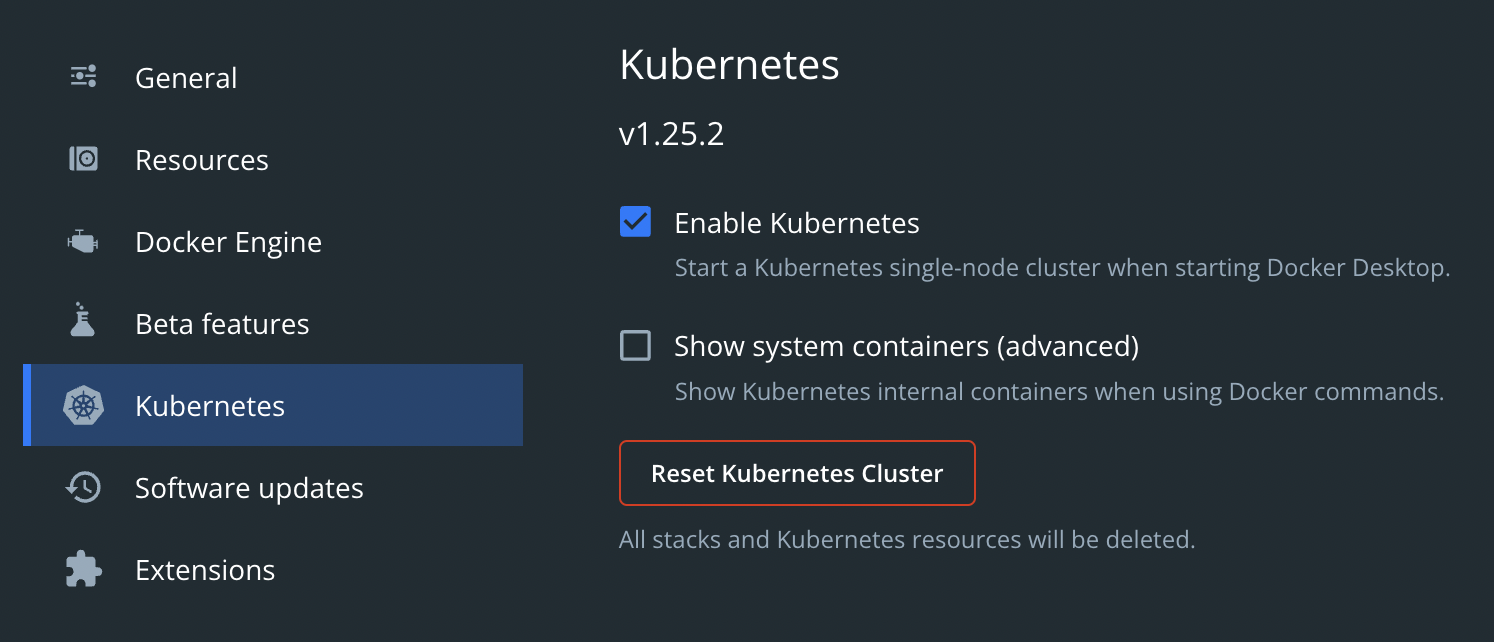 General
Resources
Docker Engine
Beta features
Kubernetes
Software updates
Extensions
Kubernetes
v1.25.2
Enable Kubernetes
Start a Kubernetes single-node cluster when starting Docker Desktop.
Show system containers (advanced)
Show Kubernetes internal containers when using Docker commands.
Reset Kubernetes Cluster
All stacks and Kubernetes resources will be deleted.